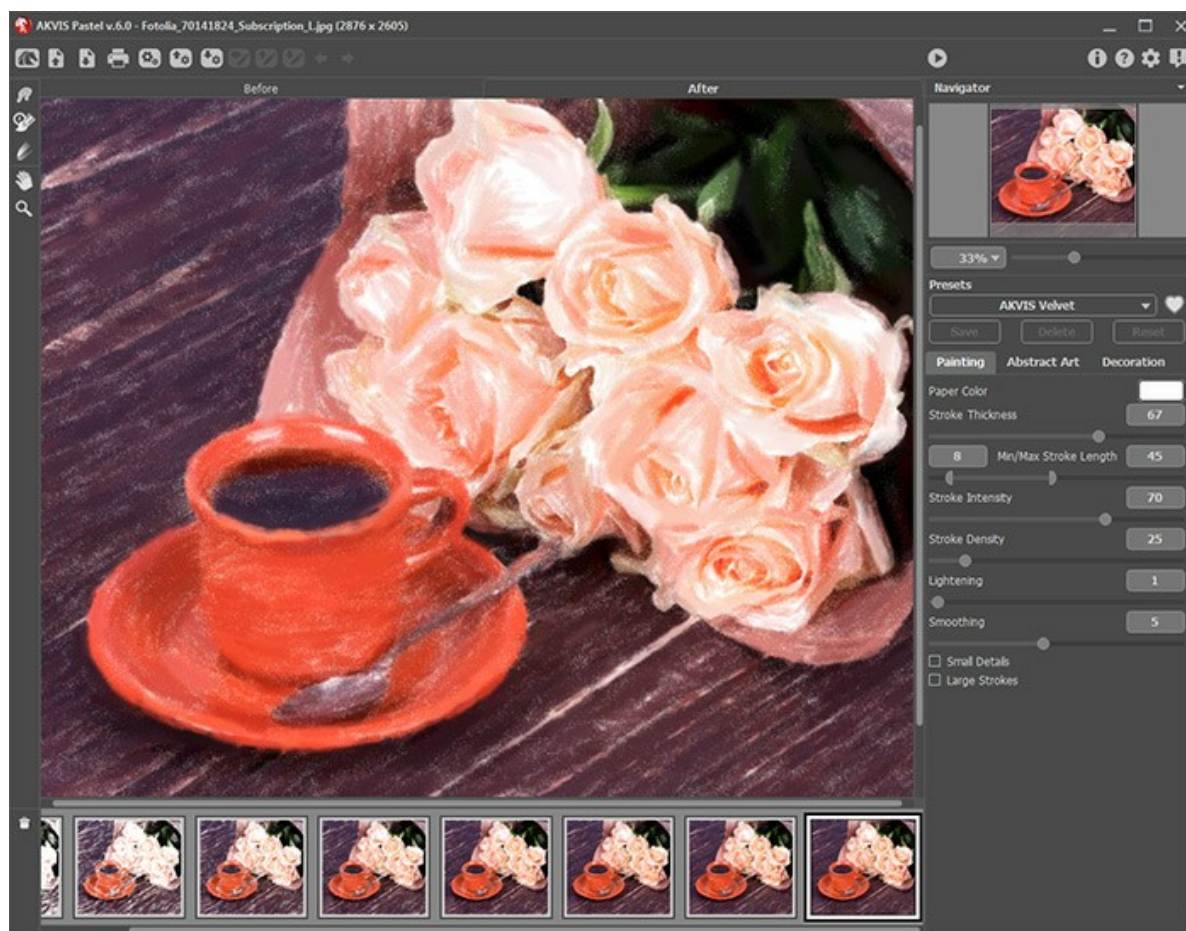 AKVIS Pastel v.6.0 - Fotolia_70141824_Subscription_L.jpg (2876 x 2605)
Before
After
Navigator
33%
Presets
AKVIS Velvet
Save Delete Reset
Painting Abstract Art Decoration
Paper Color
Stroke Thickness 67
8 Min/Max Stroke Length 45
Stroke Intensity 70
Stroke Density 25
Lightening 1
Smoothing 5
Small Details
Large Strokes